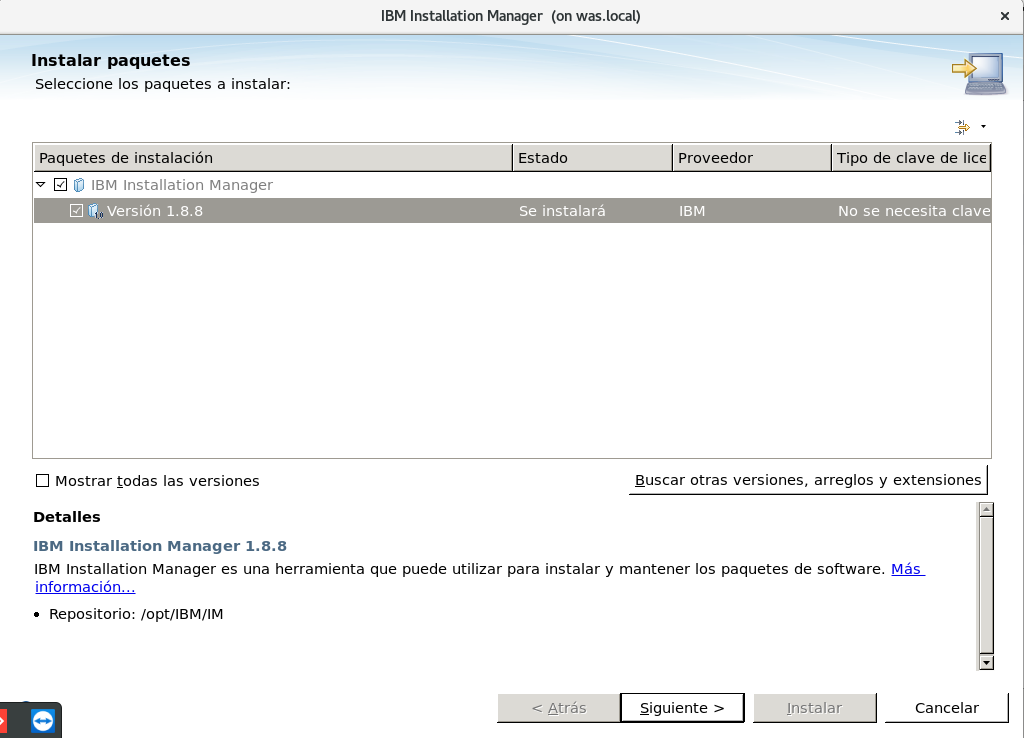 IBM Installation Manager (on was.local)
Instalar paquetes
Seleccione los paquetes a instalar:
Paquetes de instalación Estado Proveedor Tipo de clave de lice
IBM Installation Manager
Versión 1.8.8 Se instalará IBM No se necesita clave
Mostrar todas las versiones Buscar otras versiones, arreglos y extensiones
Detalles
IBM Installation Manager 1.8.8
IBM Installation Manager es una herramienta que puede utilizar para instalar y mantener los paquetes de software. Más
información...
• Repositorio: /opt/IBM/IM
< Atrás Siguiente > Instalar Cancelar